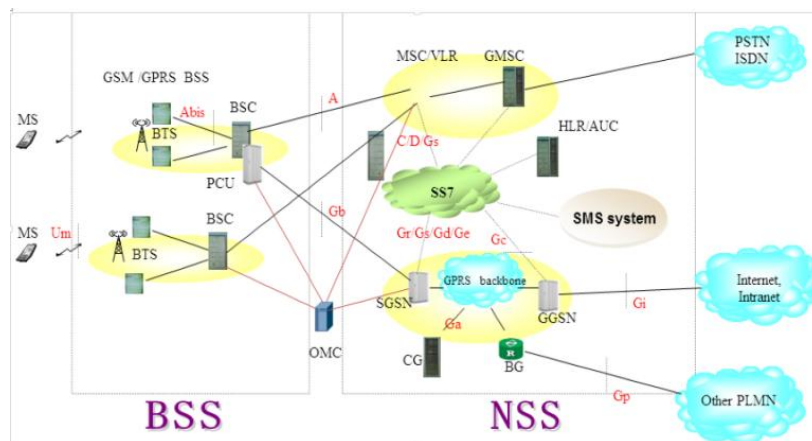 MSC/VLR
GMSC
PSTN
ISDN
GSM/GPRS BSS
MS
Abis
BSC
A
BTS
HLR/AUC
C/D/Gs
PCU
SS7
SMS system
Gb
BSC
MS
Um
BTS
Gr/Gs/Gd Ge
Gc
GPRS backbone
Internet,
Intranet
SGSN
GGSN
Gi
Ga
OMC
CG
R
BG
Gp
Other PLMN
BSS
NSS